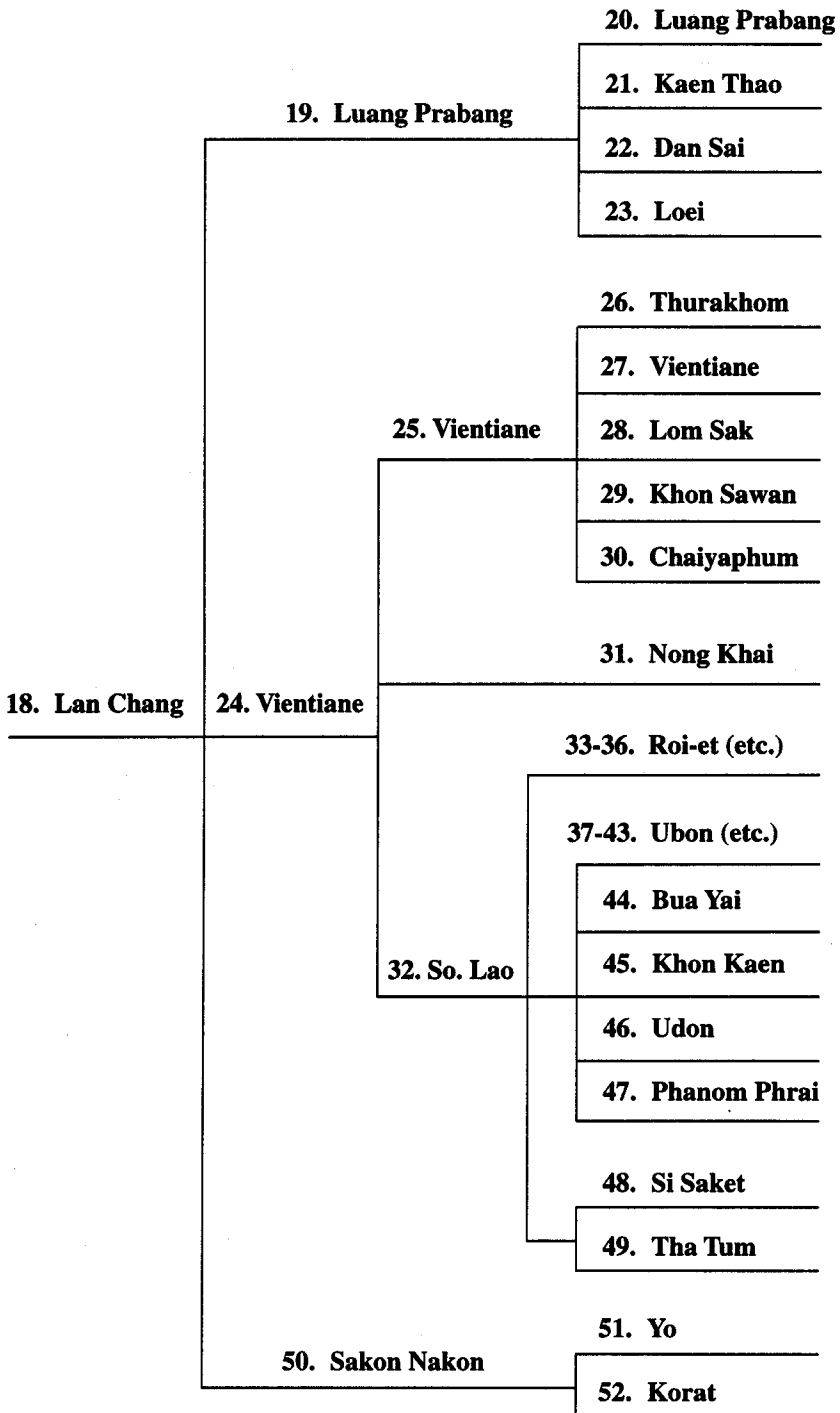 20. Luang Prabang
21. Kaen Thao
19. Luang Prabang
22. Dan Sai
23. Loei
26. Thurakhom
27. Vientiane
25. Vientiane
28. Lom Sak
29. Khon Sawan
30. Chaiyaphum
31. Nong Khai
18. Lan Chang
24. Vientiane
33-36. Roi-et (etc.)
37-43. Ubon (etc.)
44. Bua Yai
32. So. Lao
45. Khon Kaen
46. Udon
47. Phanom Phrai
48. Si Saket
49. Tha Tum
51. Yo
50. Sakon Nakon
52. Korat